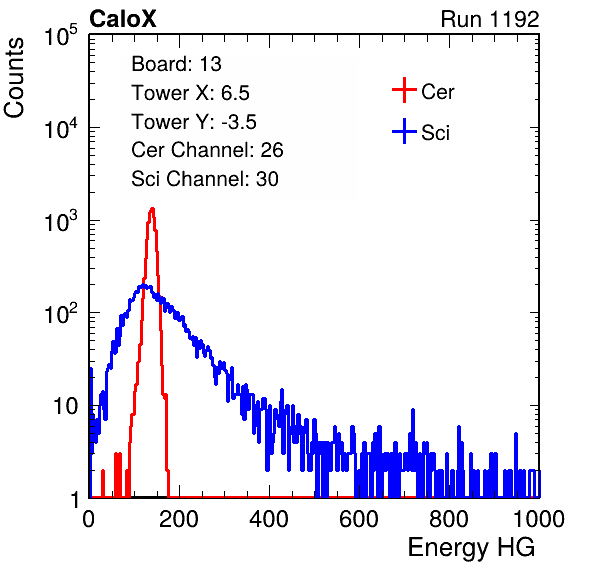 CaloX Run 1192
Counts
10^5
10^4
10^3
10^2
10
1
Board: 13
Tower X: 6.5
Tower Y: -3.5
Cer Channel: 26
Sci Channel: 30
Cer
Sci
0 200 400 600 800 1000
Energy HG